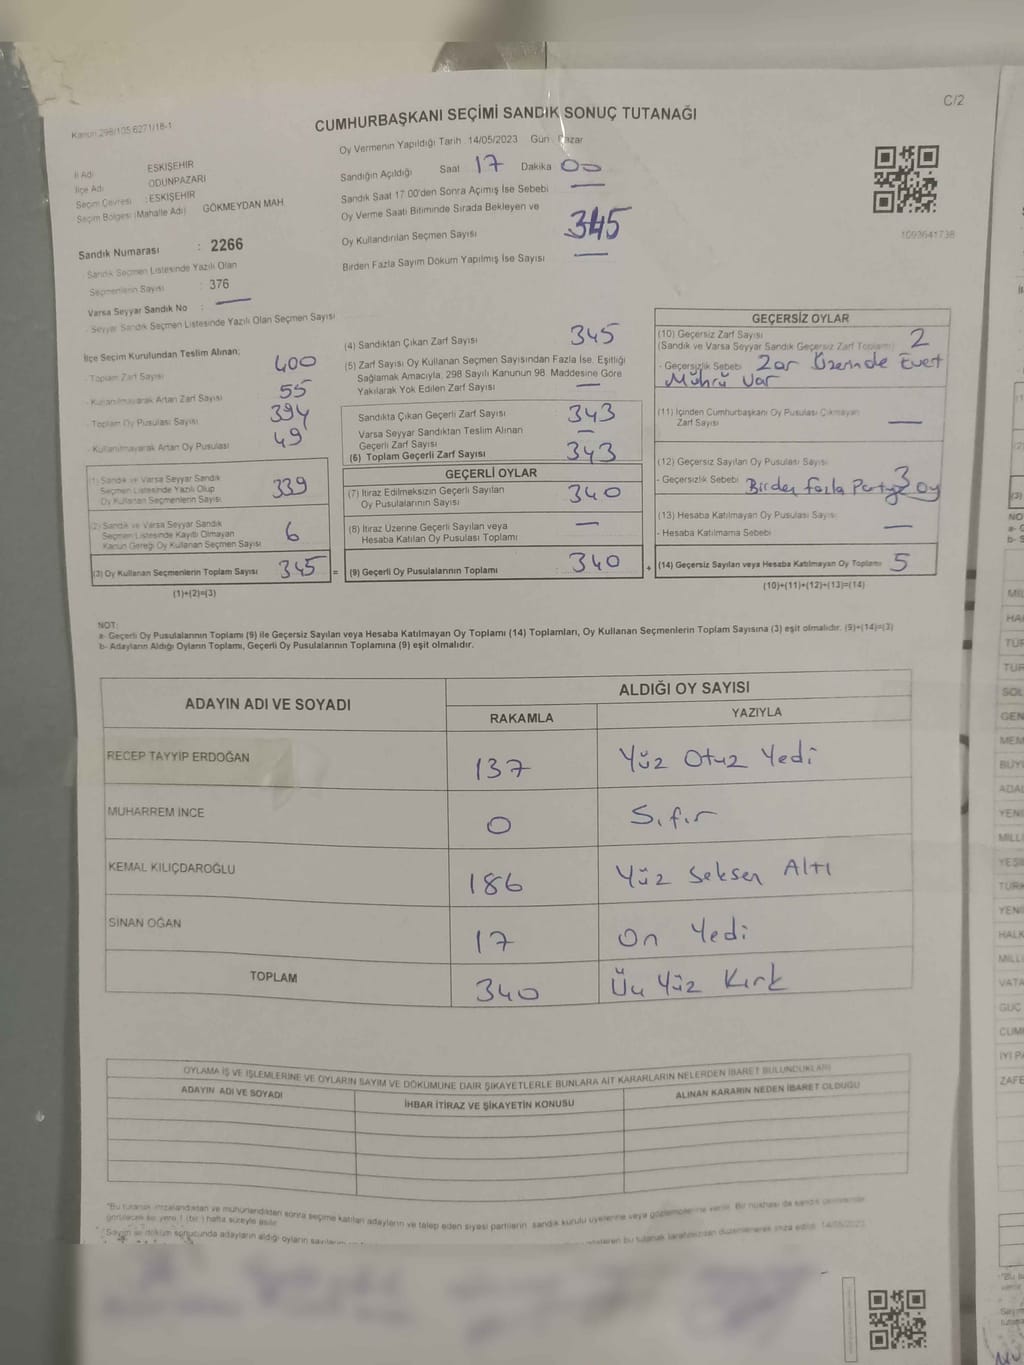 C/2
Kanun 298/105 6271/18-1
CUMHURBAŞKANI SEÇİMİ SANDIK SONUÇ TUTANAĞI
Oy Vermenin Yapıldığı Tarih 14/05/2023 Gün
İl Adı ESKİŞEHİR
İlçe Adı ODUNPAZARI
Seçim Çevresi : ESKİŞEHİR
Seçim Bölgesi (Mahalle Adı) GÖKMEYDAN MAH
Sandık Numarası : 2266
Sandık Seçmen Listesinde Yazılı Olan
Seçmenlerin Sayısı : 376
Varsa Seyyar Sandık No : —
- Seyyar Sandık Seçmen Listesinde Yazılı Olan Seçmen Sayısı
Sandığın Açıldığı Saat 17 Dakika 00
Sandık Saat 17 00'den Sonra Açımış İse Sebebi —
Oy Verme Saati Bitiminde Sırada Bekleyen ve
Oy Kullandırılan Seçmen Sayısı 345
Birden Fazla Sayım Döküm Yapılmış İse Sayısı —
1093641738
İlçe Seçim Kurulundan Teslim Alınan;
- Toplam Zarf Sayısı 400
- Kullanılmayarak Artan Zarf Sayısı 55
- Toplam Oy Pusulası Sayısı 394
- Kullanılmayarak Artan Oy Pusulası 49
(1) Sandık ve Varsa Seyyar Sandık
Seçmen Listesinde Yazılı Olup
Oy Kullanan Seçmenlerin Sayısı 339
(2) Sandık ve Varsa Seyyar Sandık
Seçmen Listesinde Kayıtlı Olmayan
Kanun Gereği Oy Kullanan Seçmen Sayısı 6
(3) Oy Kullanan Seçmenlerin Toplam Sayısı 345 =
(1)+(2)=(3)
(4) Sandıktan Çıkan Zarf Sayısı 345
(5) Zarf Sayısı Oy Kullanan Seçmen Sayısından Fazla İse, Eşitliği
Sağlamak Amacıyla, 298 Sayılı Kanunun 98. Maddesine Göre
Yakılarak Yok Edilen Zarf Sayısı —
Sandıkta Çıkan Geçerli Zarf Sayısı 343
Varsa Seyyar Sandıktan Teslim Alınan
Geçerli Zarf Sayısı —
(6) Toplam Geçerli Zarf Sayısı 343
GEÇERLİ OYLAR
(7) İtiraz Edilmeksizin Geçerli Sayılan
Oy Pusulalarının Sayısı 340
(8) İtiraz Üzerine Geçerli Sayılan veya
Hesaba Katılan Oy Pusulası Toplamı —
(9) Geçerli Oy Pusulalarının Toplamı : 340 +
GEÇERSİZ OYLAR
(10) Geçersiz Zarf Sayısı
(Sandık ve Varsa Seyyar Sandık Geçersiz Zarf Toplamı) 2
- Geçersizlik Sebebi Zar Üzerinde Evet
Mührü Var
(11) İçinden Cumhurbaşkanı Oy Pusulası Çıkmayan
Zarf Sayısı —
(12) Geçersiz Sayılan Oy Pusulası Sayısı 3
- Geçersizlik Sebebi Birden fazla Partiye Oy
(13) Hesaba Katılmayan Oy Pusulası Sayısı —
- Hesaba Katılmama Sebebi
(14) Geçersiz Sayılan veya Hesaba Katılmayan Oy Toplamı 5
(10)+(11)+(12)+(13)=(14)
NOT:
a- Geçerli Oy Pusulalarının Toplamı (9) ile Geçersiz Sayılan veya Hesaba Katılmayan Oy Toplamı (14) Toplamları, Oy Kullanan Seçmenlerin Toplam Sayısına (3) eşit olmalıdır. (9)+(14)=(3)
b- Adayların Aldığı Oyların Toplamı, Geçerli Oy Pusulalarının Toplamına (9) eşit olmalıdır.
ADAYIN ADI VE SOYADI
ALDIĞI OY SAYISI
RAKAMLA YAZIYLA
RECEP TAYYİP ERDOĞAN 137 Yüz Otuz Yedi
MUHARREM İNCE 0 Sıfır
KEMAL KILIÇDAROĞLU 186 Yüz Seksen Altı
SİNAN OĞAN 17 On Yedi
TOPLAM 340 Üç Yüz Kırk
OYLAMA İŞ VE İŞLEMLERİNE VE OYLARIN SAYIM VE DÖKÜMÜNE DAİR ŞİKAYETLERLE BUNLARA AİT KARARLARIN NELERDEN İBARET BULUNDUKLARI
ADAYIN ADI VE SOYADI
İHBAR İTİRAZ VE ŞİKAYETİN KONUSU
ALINAN KARARIN NEDEN İBARET OLDUĞU
*Bu tutanak imzalandıktan ve mühürlendikten sonra seçime katılan adayların ve talep eden siyasi partilerin sandık kurulu üyelerine veya gözlemcilerine verilir. Bir nüshası da sandık
görülecek bir yere 1 (bir) hafta süreyle asılır
Sayım ve döküm sonucunda adayların aldığı oyların bu tutanak tarafımızdan düzenlenerek imza edildi. 14/05/2023